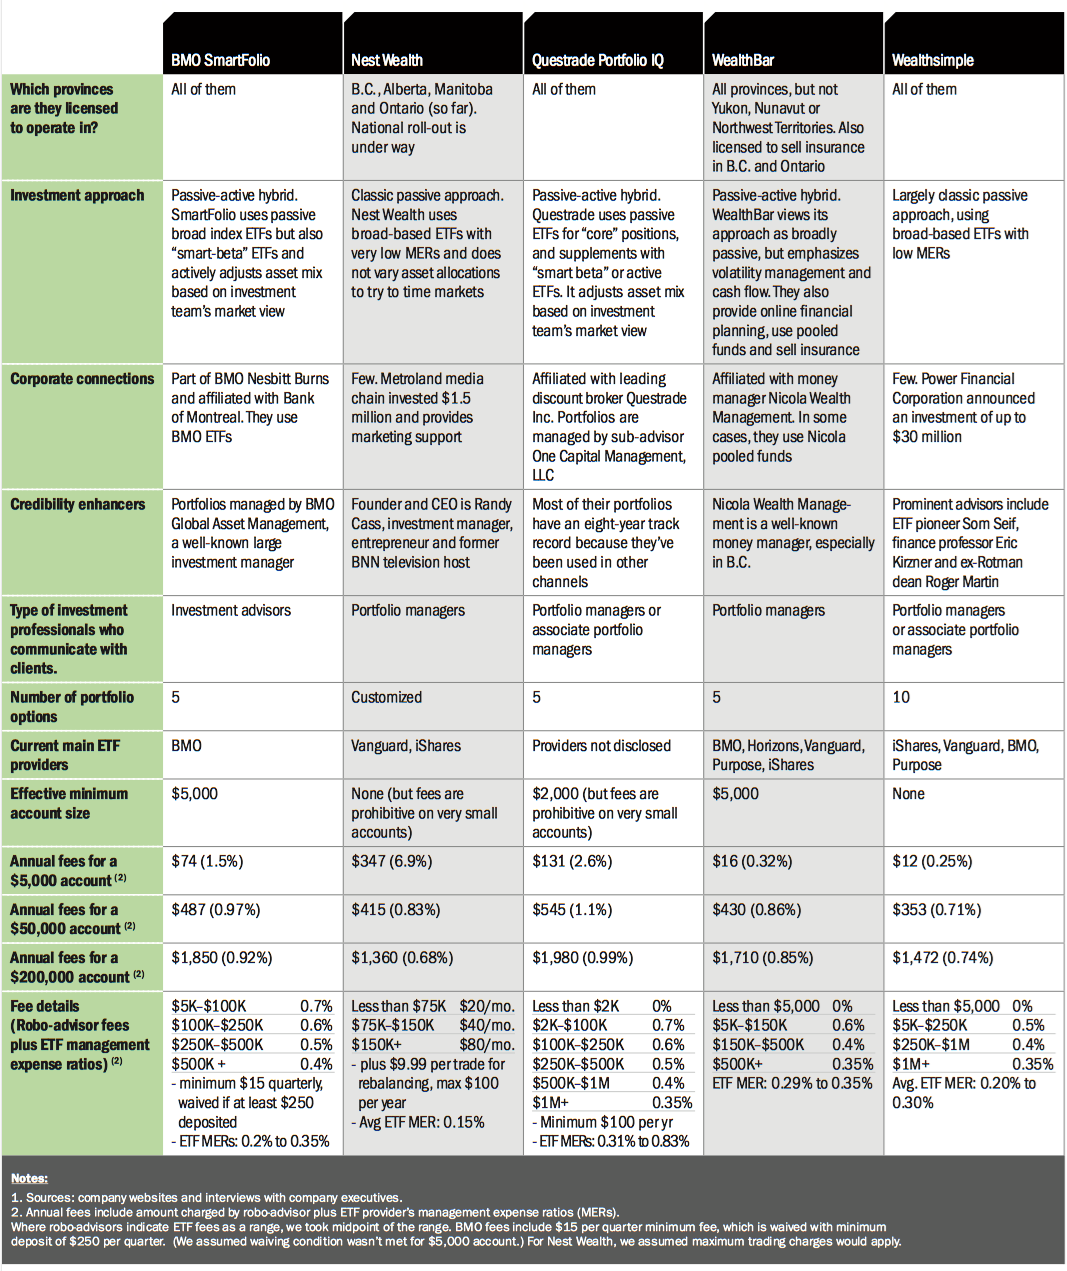 BMO SmartFolio
Nest Wealth
Questrade Portfolio IQ
WealthBar
Wealthsimple
Which provinces
are they licensed
to operate in?
All of them
B.C., Alberta, Manitoba
and Ontario (so far).
National roll-out is
under way
All of them
All provinces, but not
Yukon, Nunavut or
Northwest Territories. Also
licensed to sell insurance
in B.C. and Ontario
All of them
Investment approach
Passive-active hybrid.
SmartFolio uses passive
broad index ETFs but also
“smart-beta” ETFs and
actively adjusts asset mix
based on investment
team’s market view
Classic passive approach.
Nest Wealth uses
broad-based ETFs with
very low MERs and does
not vary asset allocations
to try to time markets
Passive-active hybrid.
Questrade uses passive
ETFs for “core” positions,
and supplements with
“smart beta” or active
ETFs. It adjusts asset mix
based on investment
team’s market view
Passive-active hybrid.
WealthBar views its
approach as broadly
passive, but emphasizes
volatility management and
cash flow. They also
provide online financial
planning, use pooled
funds and sell insurance
Largely classic passive
approach, using
broad-based ETFs with
low MERs
Corporate connections
Part of BMO Nesbitt Burns
and affiliated with Bank
of Montreal. They use
BMO ETFs
Few. Metroland media
chain invested $1.5
million and provides
marketing support
Affiliated with leading
discount broker Questrade
Inc. Portfolios are
managed by sub-advisor
One Capital Management,
LLC
Affiliated with money
manager Nicola Wealth
Management. In some
cases, they use Nicola
pooled funds
Few. Power Financial
Corporation announced
an investment of up to
$30 million
Credibility enhancers
Portfolios managed by BMO
Global Asset Management,
a well-known large
investment manager
Founder and CEO is Randy
Cass, investment manager,
entrepreneur and former
BNN television host
Most of their portfolios
have an eight-year track
record because they’ve
been used in other
channels
Nicola Wealth Manage-
ment is a well-known
money manager, especially
in B.C.
Prominent advisors include
ETF pioneer Som Seif,
finance professor Eric
Kirzner and ex-Rotman
dean Roger Martin
Type of investment
professionals who
communicate with
clients.
Investment advisors
Portfolio managers
Portfolio managers or
associate portfolio
managers
Portfolio managers
Portfolio managers
or associate portfolio
managers
Number of portfolio
options
5
Customized
5
5
10
Current main ETF
providers
BMO
Vanguard, iShares
Providers not disclosed
BMO, Horizons, Vanguard,
Purpose, iShares
iShares, Vanguard, BMO,
Purpose
Effective minimum
account size
$5,000
None (but fees are
prohibitive on very small
accounts)
$2,000 (but fees are
prohibitive on very small
accounts)
$5,000
None
Annual fees for a
$5,000 account (2)
$74 (1.5%)
$347 (6.9%)
$131 (2.6%)
$16 (0.32%)
$12 (0.25%)
Annual fees for a
$50,000 account (2)
$487 (0.97%)
$415 (0.83%)
$545 (1.1%)
$430 (0.86%)
$353 (0.71%)
Annual fees for a
$200,000 account (2)
$1,850 (0.92%)
$1,360 (0.68%)
$1,980 (0.99%)
$1,710 (0.85%)
$1,472 (0.74%)
Fee details
(Robo-advisor fees
plus ETF management
expense ratios) (2)
$5K–$100K 0.7%
$100K–$250K 0.6%
$250K–$500K 0.5%
$500K + 0.4%
- minimum $15 quarterly,
waived if at least $250
deposited
- ETF MERs: 0.2% to 0.35%
Less than $75K $20/mo.
$75K–$150K $40/mo.
$150K+ $80/mo.
- plus $9.99 per trade for
rebalancing, max $100
per year
- Avg ETF MER: 0.15%
Less than $2K 0%
$2K–$100K 0.7%
$100K–$250K 0.6%
$250K–$500K 0.5%
$500K–$1M 0.4%
$1M+ 0.35%
- Minimum $100 per yr
- ETF MERs: 0.31% to 0.83%
Less than $5,000 0%
$5K–$150K 0.6%
$150K–$500K 0.4%
$500K+ 0.35%
ETF MER: 0.29% to 0.35%
Less than $5,000 0%
$5K–$250K 0.5%
$250K–$1M 0.4%
$1M+ 0.35%
Avg. ETF MER: 0.20% to
0.30%
Notes:
1. Sources: company websites and interviews with company executives.
2. Annual fees include amount charged by robo-advisor plus ETF provider’s management expense ratios (MERs).
Where robo-advisors indicate ETF fees as a range, we took midpoint of the range. BMO fees include $15 per quarter minimum fee, which is waived with minimum
deposit of $250 per quarter. (We assumed waiving condition wasn’t met for $5,000 account.) For Nest Wealth, we assumed maximum trading charges would apply.